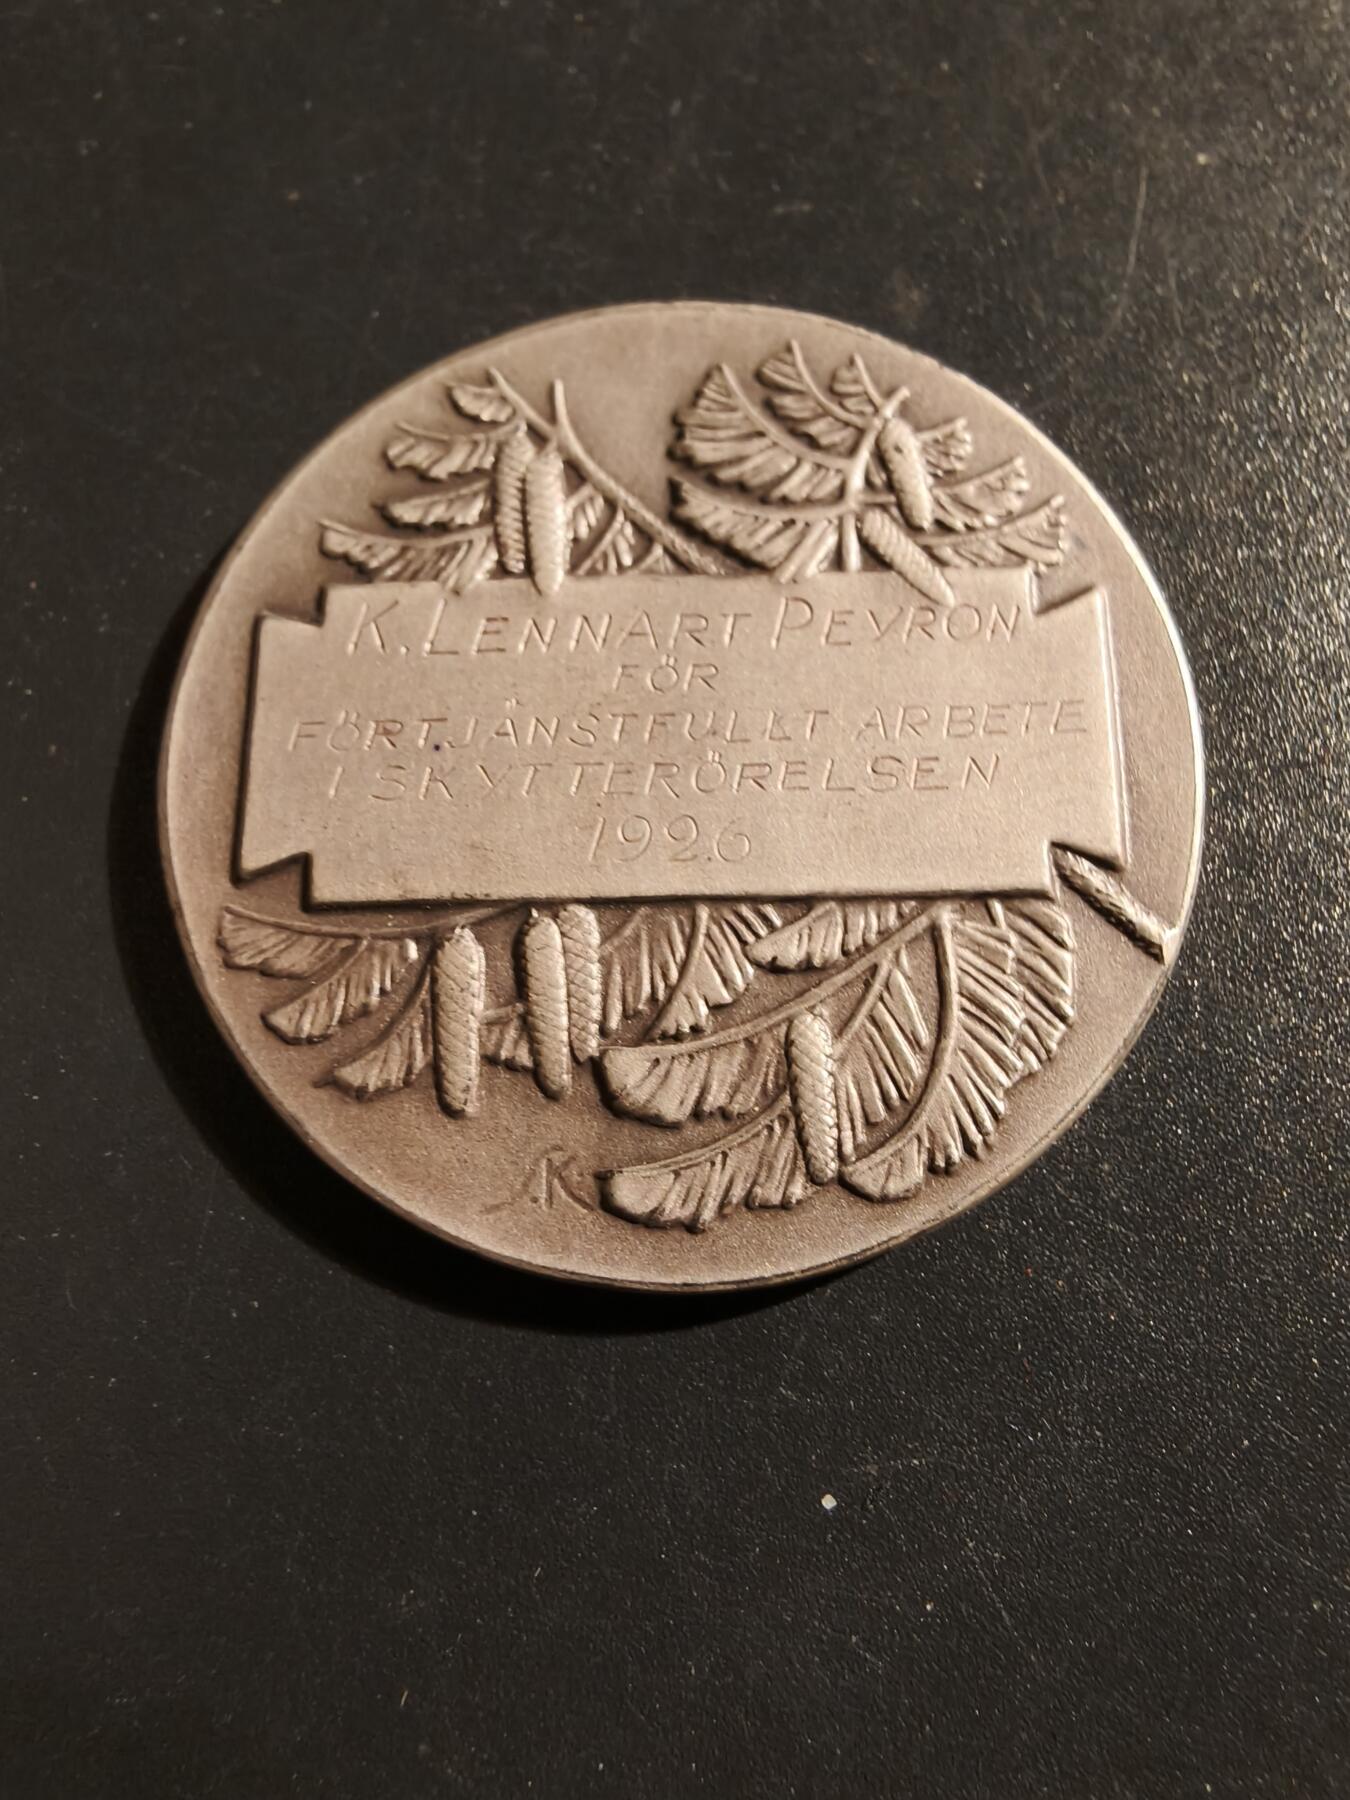 K. LENNART PEYRON
FÖR
FÖRTJÄNSTFULLT ARBETE
I SKYTTERÖRELSEN
1926